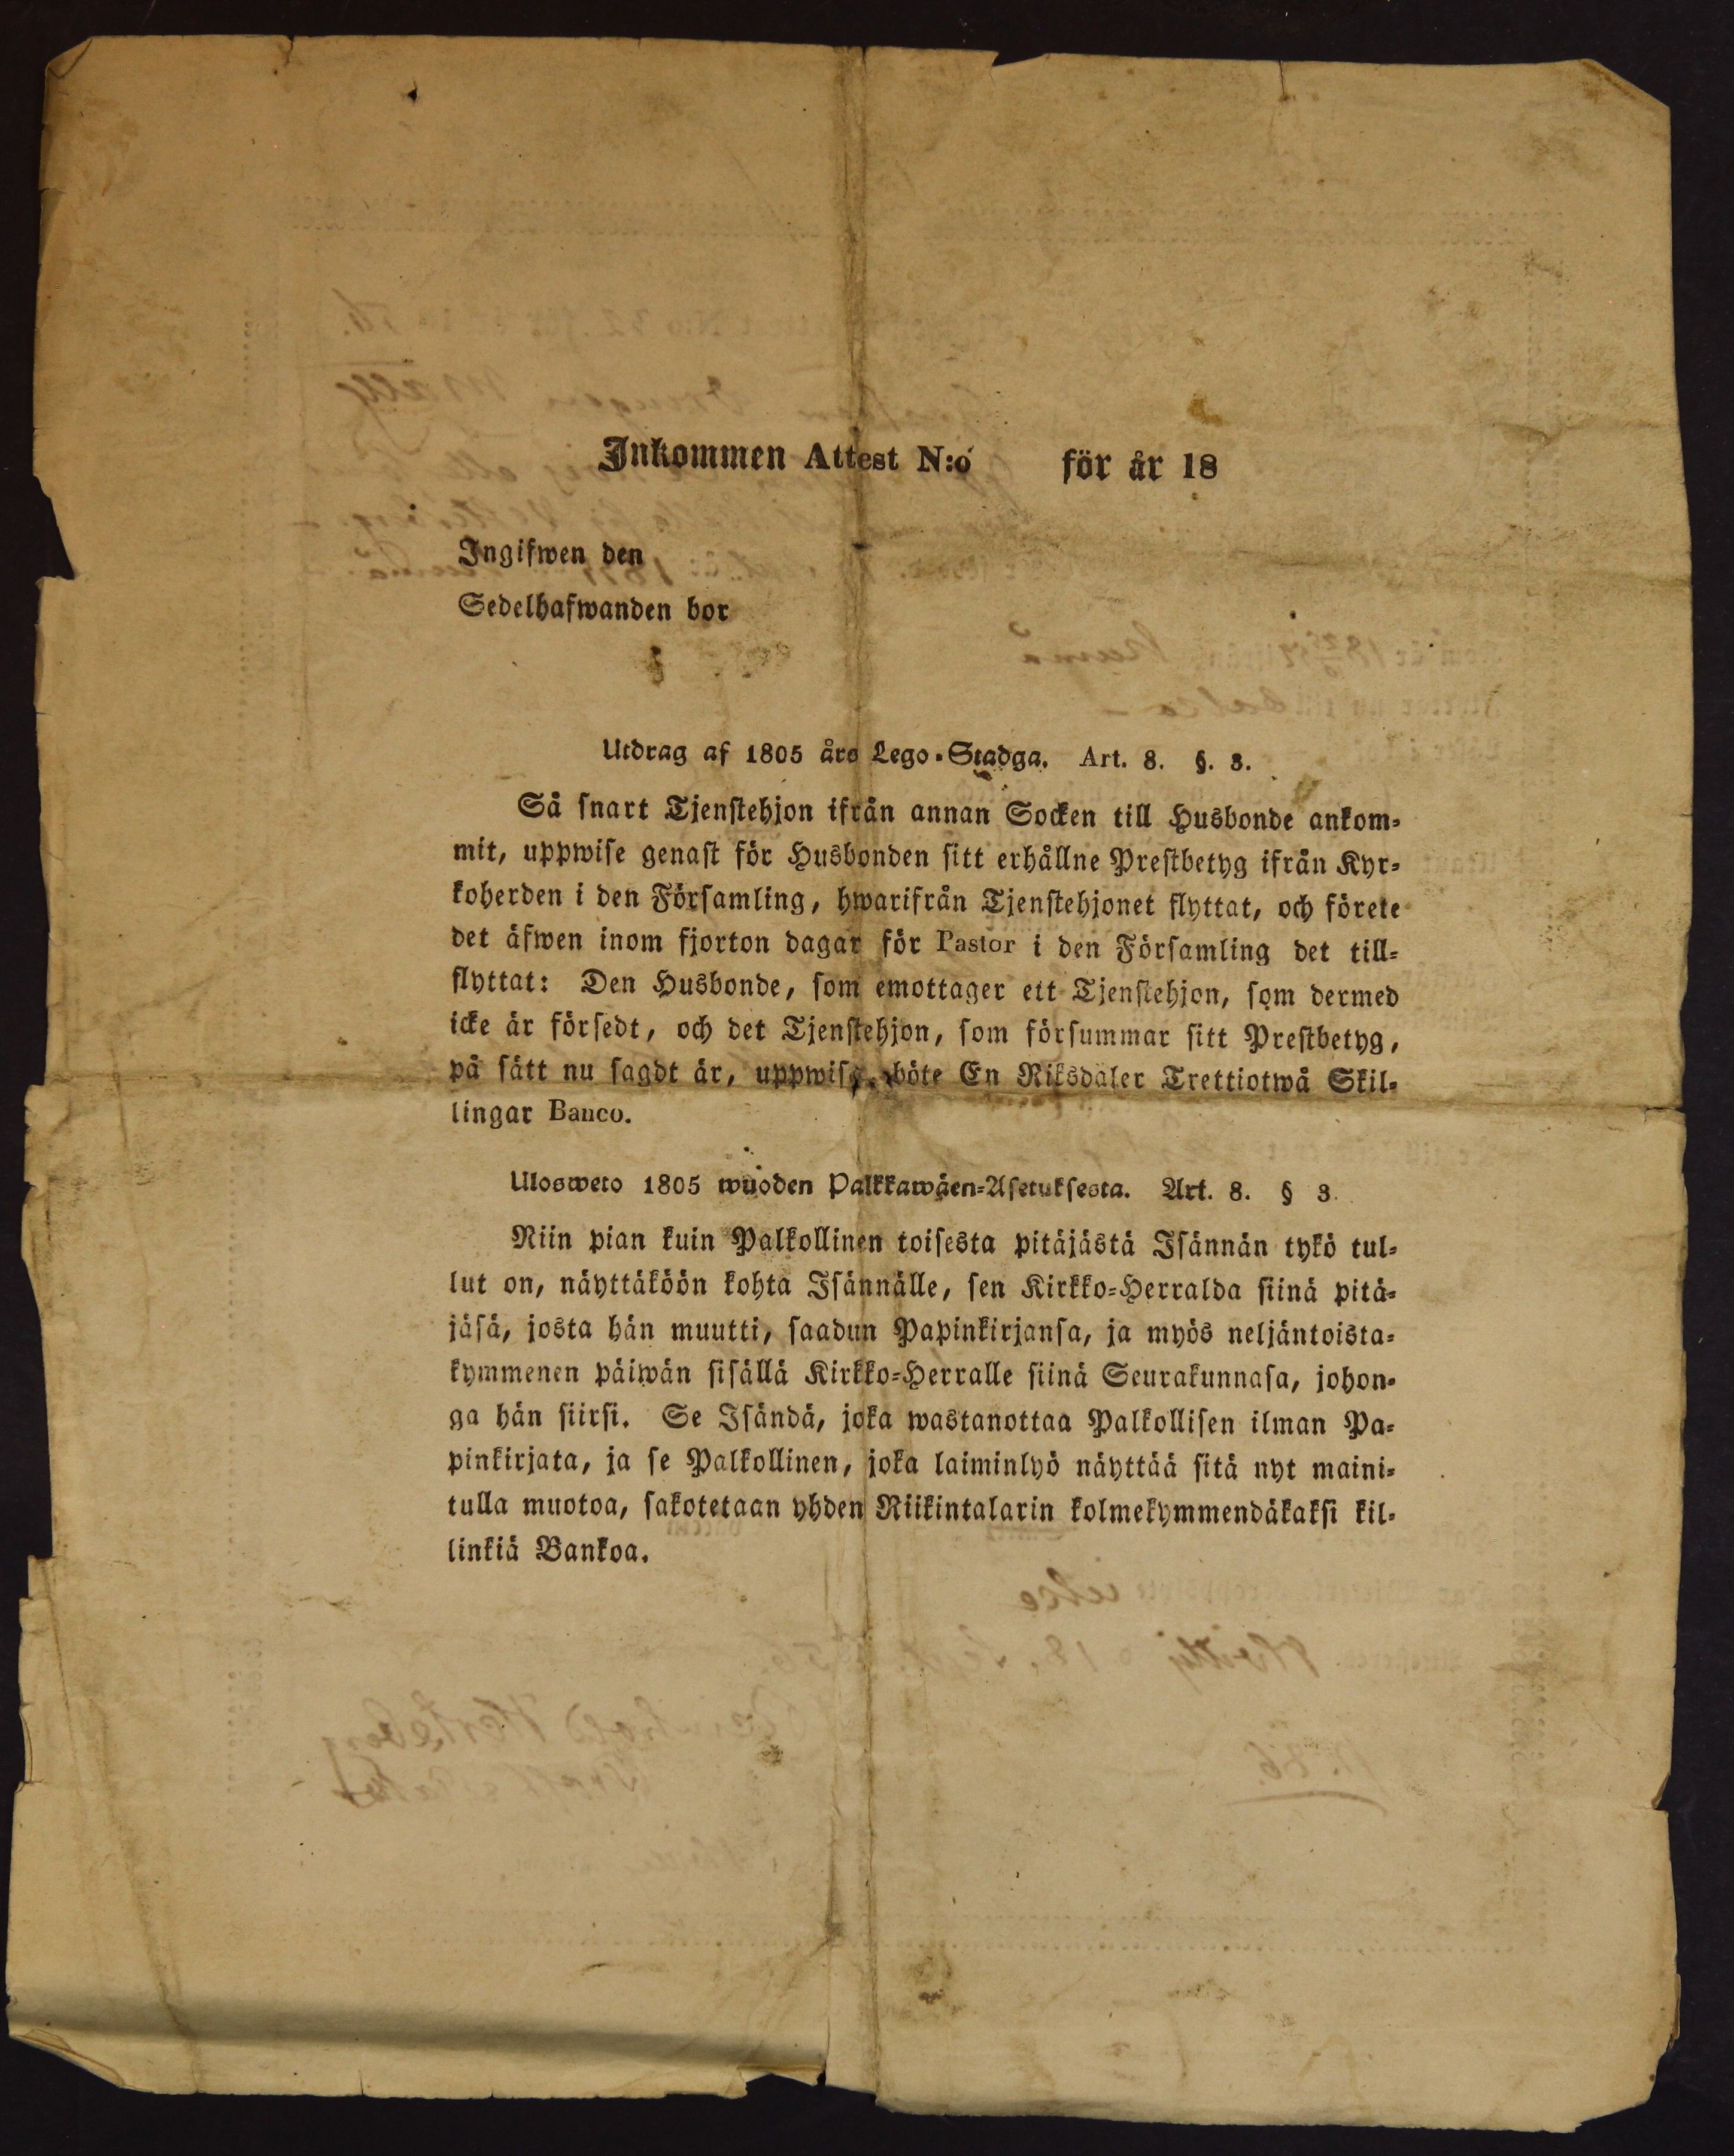 Inkommen Attest N:o för år 18
Ingifwen den
Sedelhafwanden bor
Utdrag af 1805 års Lego-Stadga. Art. 8. §. 3.
Så snart Tjenstehjon ifrån annan Socken till Husbonde ankom-
mit, uppwise genast för Husbonden sitt erhållne Prestbetyg ifrån Kyr-
koherden i den Församling, hwarifrån Tjenstehjonet flyttat, och förete
det äfwen inom fjorton dagar för Pastor i den Församling det till-
flyttat: Den Husbonde, som emottager ett Tjenstehjon, som dermed
icke är försedt, och det Tjenstehjon, som försummar sitt Prestbetyg,
på sätt nu sagdt är, uppwisa, böte En Riksdaler Trettiotwå Skil-
lingar Banco.
Ulosweto 1805 wuoden Palkkawäen-Asetuksesta. Art. 8. § 3.
Niin pian kuin Palkollinen toisesta pitäjästä Isännän tykö tul-
lut on, näyttäköön kohta Isännälle, sen Kirkko-Herralda siinä pitä-
jäsä, josta hän muutti, saadun Papinkirjansa, ja myös neljäntoista-
kymmenen päiwän sisällä Kirkko-Herralle siinä Seurakunnasa, johon-
ga hän siirsi. Se Isändä, joka wastanottaa Palkollisen ilman Pa-
pinkirjata, ja se Palkollinen, joka laiminlyö näyttää sitä nyt maini-
tulla muotoa, sakotetaan yhden Riikintalarin kolmekymmendäkaksi kil-
linkiä Bankoa.